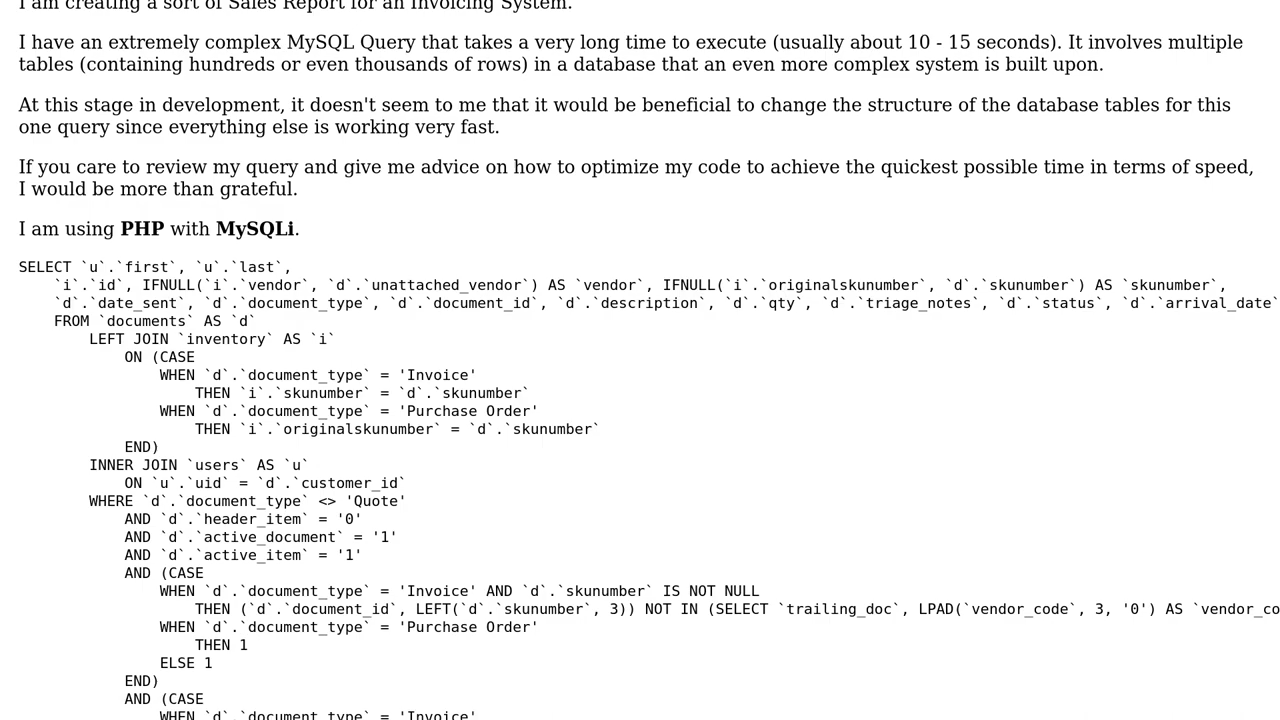 I am creating a sort of Sales Report for an Invoicing System.
I have an extremely complex MySQL Query that takes a very long time to execute (usually about 10 - 15 seconds). It involves multiple
tables (containing hundreds or even thousands of rows) in a database that an even more complex system is built upon.
At this stage in development, it doesn't seem to me that it would be beneficial to change the structure of the database tables for this
one query since everything else is working very fast.
If you care to review my query and give me advice on how to optimize my code to achieve the quickest possible time in terms of speed,
I would be more than grateful.
I am using PHP with MySQLi.
SELECT `u`.`first`, `u`.`last`,
    `i`.`id`, IFNULL(`i`.`vendor`, `d`.`unattached_vendor`) AS `vendor`, IFNULL(`i`.`originalskunumber`, `d`.`skunumber`) AS `skunumber`,
    `d`.`date_sent`, `d`.`document_type`, `d`.`document_id`, `d`.`description`, `d`.`qty`, `d`.`triage_notes`, `d`.`status`, `d`.`arrival_date`
    FROM `documents` AS `d`
        LEFT JOIN `inventory` AS `i`
            ON (CASE
                WHEN `d`.`document_type` = 'Invoice'
                    THEN `i`.`skunumber` = `d`.`skunumber`
                WHEN `d`.`document_type` = 'Purchase Order'
                    THEN `i`.`originalskunumber` = `d`.`skunumber`
            END)
        INNER JOIN `users` AS `u`
            ON `u`.`uid` = `d`.`customer_id`
        WHERE `d`.`document_type` <> 'Quote'
            AND `d`.`header_item` = '0'
            AND `d`.`active_document` = '1'
            AND `d`.`active_item` = '1'
            AND (CASE
                WHEN `d`.`document_type` = 'Invoice' AND `d`.`skunumber` IS NOT NULL
                    THEN (`d`.`document_id`, LEFT(`d`.`skunumber`, 3)) NOT IN (SELECT `trailing_doc`, LPAD(`vendor_code`, 3, '0') AS `vendor_co
                WHEN `d`.`document_type` = 'Purchase Order'
                    THEN 1
                ELSE 1
            END)
            AND (CASE
                WHEN `d`.`document_type` = 'Invoice'